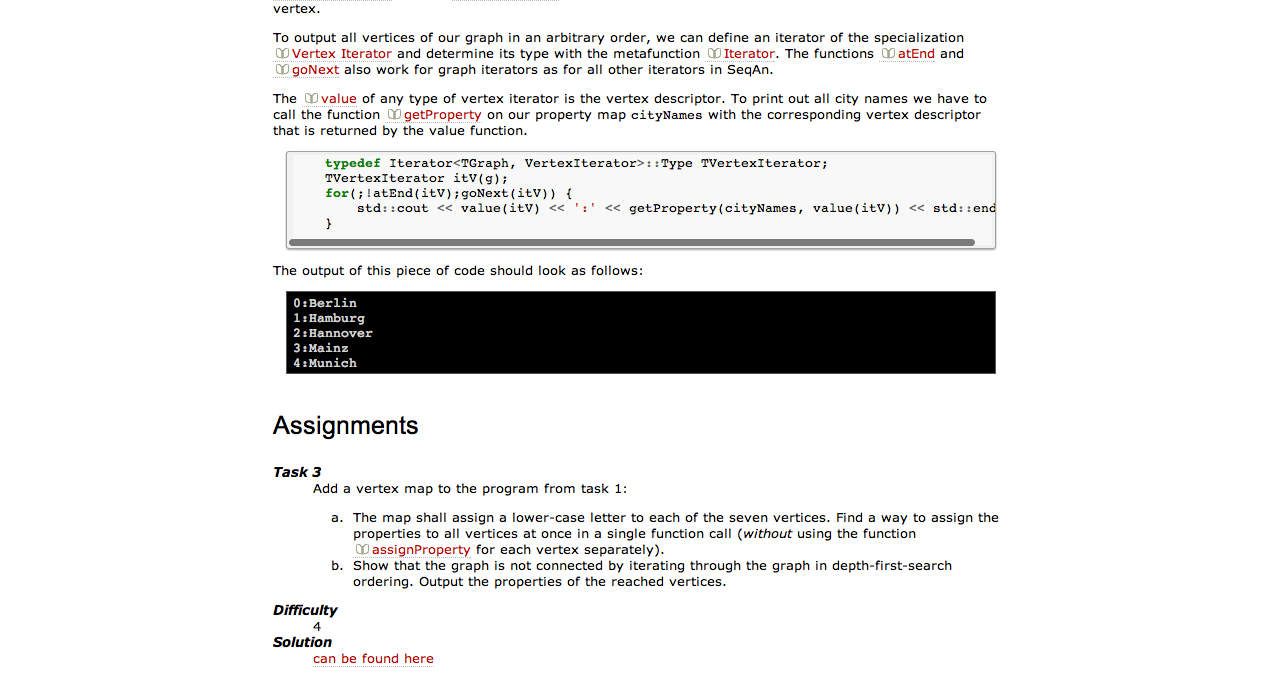 vertex.
To output all vertices of our graph in an arbitrary order, we can define an iterator of the specialization
Vertex Iterator and determine its type with the metafunction Iterator. The functions atEnd and
goNext also work for graph iterators as for all other iterators in SeqAn.
The value of any type of vertex iterator is the vertex descriptor. To print out all city names we have to
call the function getProperty on our property map cityNames with the corresponding vertex descriptor
that is returned by the value function.
typedef Iterator<TGraph, VertexIterator>::Type TVertexIterator;
TVertexIterator itV(g);
for(;!atEnd(itV);goNext(itV)) {
    std::cout << value(itV) << ':' << getProperty(cityNames, value(itV)) << std::end
}
The output of this piece of code should look as follows:
0:Berlin
1:Hamburg
2:Hannover
3:Mainz
4:Munich
Assignments
Task 3
Add a vertex map to the program from task 1:
a. The map shall assign a lower-case letter to each of the seven vertices. Find a way to assign the
properties to all vertices at once in a single function call (without using the function
assignProperty for each vertex separately).
b. Show that the graph is not connected by iterating through the graph in depth-first-search
ordering. Output the properties of the reached vertices.
Difficulty
4
Solution
can be found here